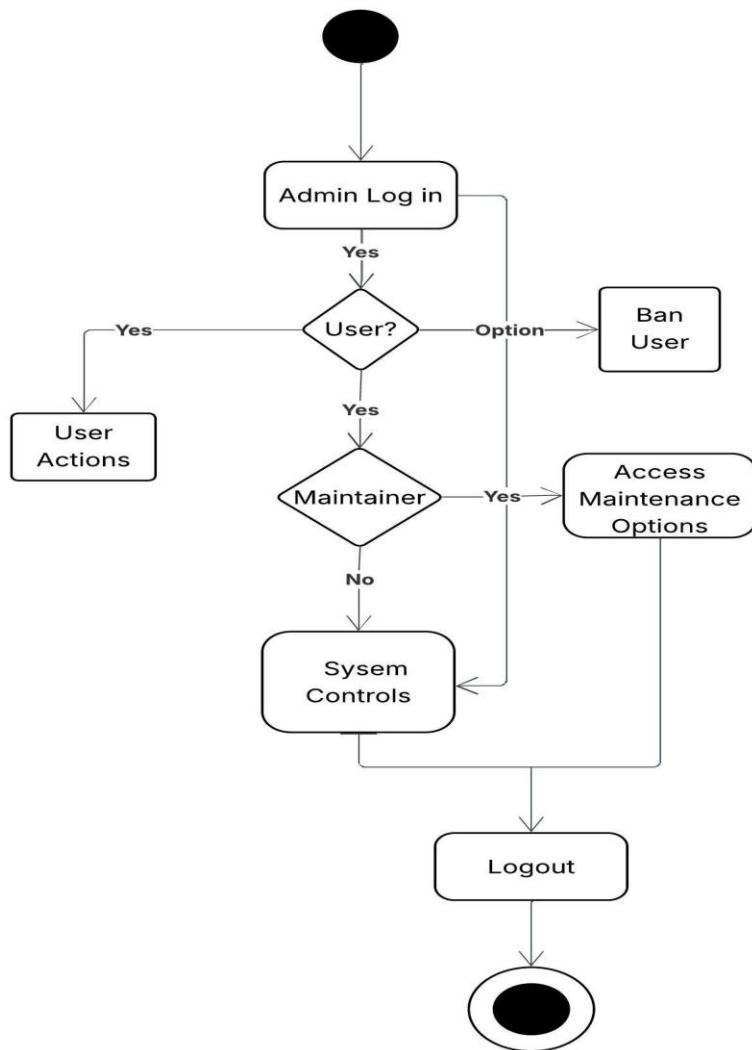 Admin Log in
Yes
User?
Yes
Option
Ban
User
Yes
User
Actions
Maintainer
Yes
Access
Maintenance
Options
No
Sysem
Controls
Logout